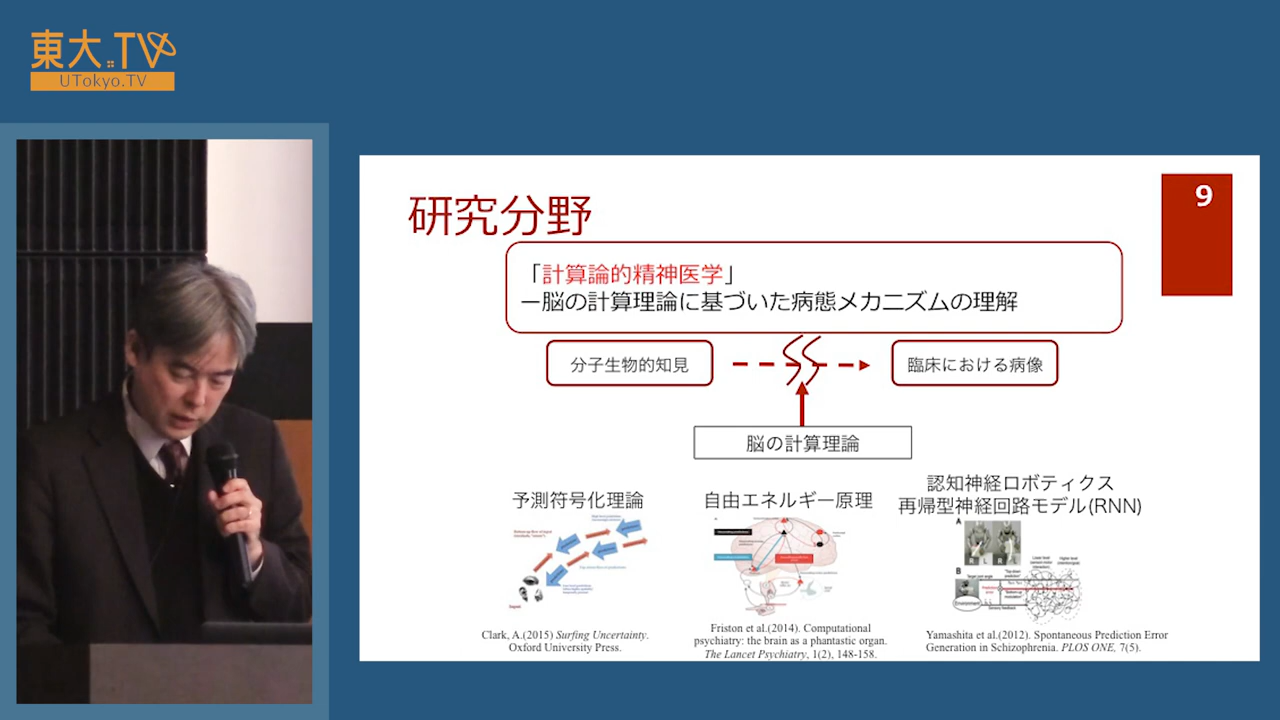 東大.TV
UTokyo.TV
9
研究分野
「計算論的精神医学」
ー脳の計算理論に基づいた病態メカニズムの理解
分子生物的知見
臨床における病像
脳の計算理論
予測符号化理論
自由エネルギー原理
認知神経ロボティクス
再帰型神経回路モデル(RNN)
A
B
Environment
Clark, A.(2015) Surfing Uncertainty.
Oxford University Press.
Friston et al.(2014). Computational
psychiatry: the brain as a phantastic organ.
The Lancet Psychiatry, 1(2), 148-158.
Yamashita et al.(2012). Spontaneous Prediction Error
Generation in Schizophrenia. PLOS ONE, 7(5).